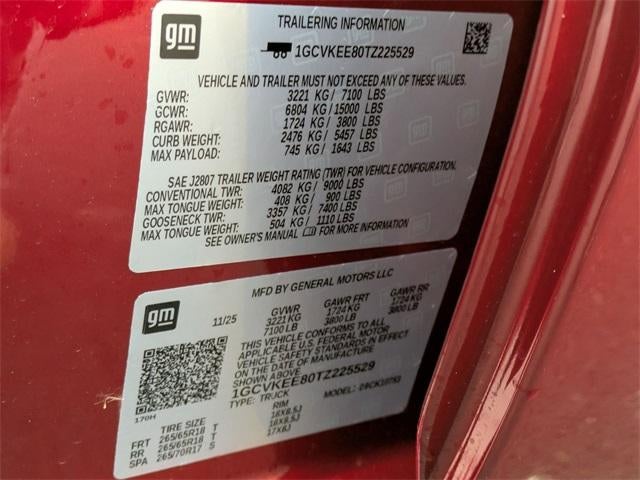 gm
TRAILERING INFORMATION
1GCVKEE80TZ225529
VEHICLE AND TRAILER MUST NOT EXCEED ANY OF THESE VALUES.
GVWR: 3221 KG / 7100 LBS
GCWR: 6804 KG / 15000 LBS
RGAWR: 1724 KG / 3800 LBS
CURB WEIGHT: 2476 KG / 5457 LBS
MAX PAYLOAD: 745 KG / 1643 LBS
SAE J2807 TRAILER WEIGHT RATING (TWR) FOR VEHICLE CONFIGURATION.
CONVENTIONAL TWR: 4082 KG / 9000 LBS
MAX TONGUE WEIGHT: 408 KG / 900 LBS
GOOSENECK TWR: 3357 KG / 7400 LBS
MAX TONGUE WEIGHT: 504 KG / 1110 LBS
SEE OWNER'S MANUAL FOR MORE INFORMATION
gm
MFD BY GENERAL MOTORS LLC
11/25 GVWR GAWR FRT GAWR RR
3221 KG 1724 KG 1724 KG
7100 LB 3800 LB 3800 LB
THIS VEHICLE CONFORMS TO ALL
APPLICABLE U.S. FEDERAL MOTOR
VEHICLE SAFETY STANDARDS IN EFFECT
ON THE DATE OF MANUFACTURE
SHOWN ABOVE
1GCVKEE80TZ225529
TYPE: TRUCK MODEL:
170H
TIRE SIZE RIM
FRT 265/65R18 T 18X8.5J
RR 265/65R18 T 18X8.5J
SPA 265/70R17 S 17X8J